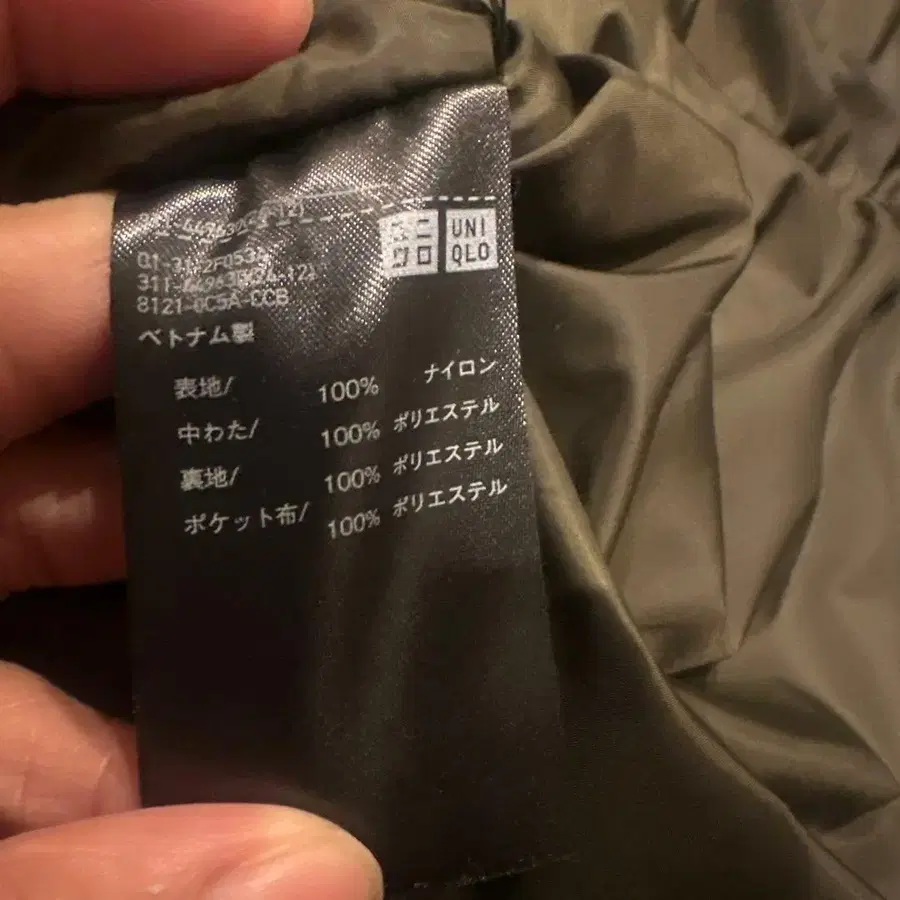 ユニ
クロ
UNI
QLO
ベトナム製
表地/ 100% ナイロン
中わた/ 100% ポリエステル
裏地/ 100% ポリエステル
ポケット布/ 100% ポリエステル